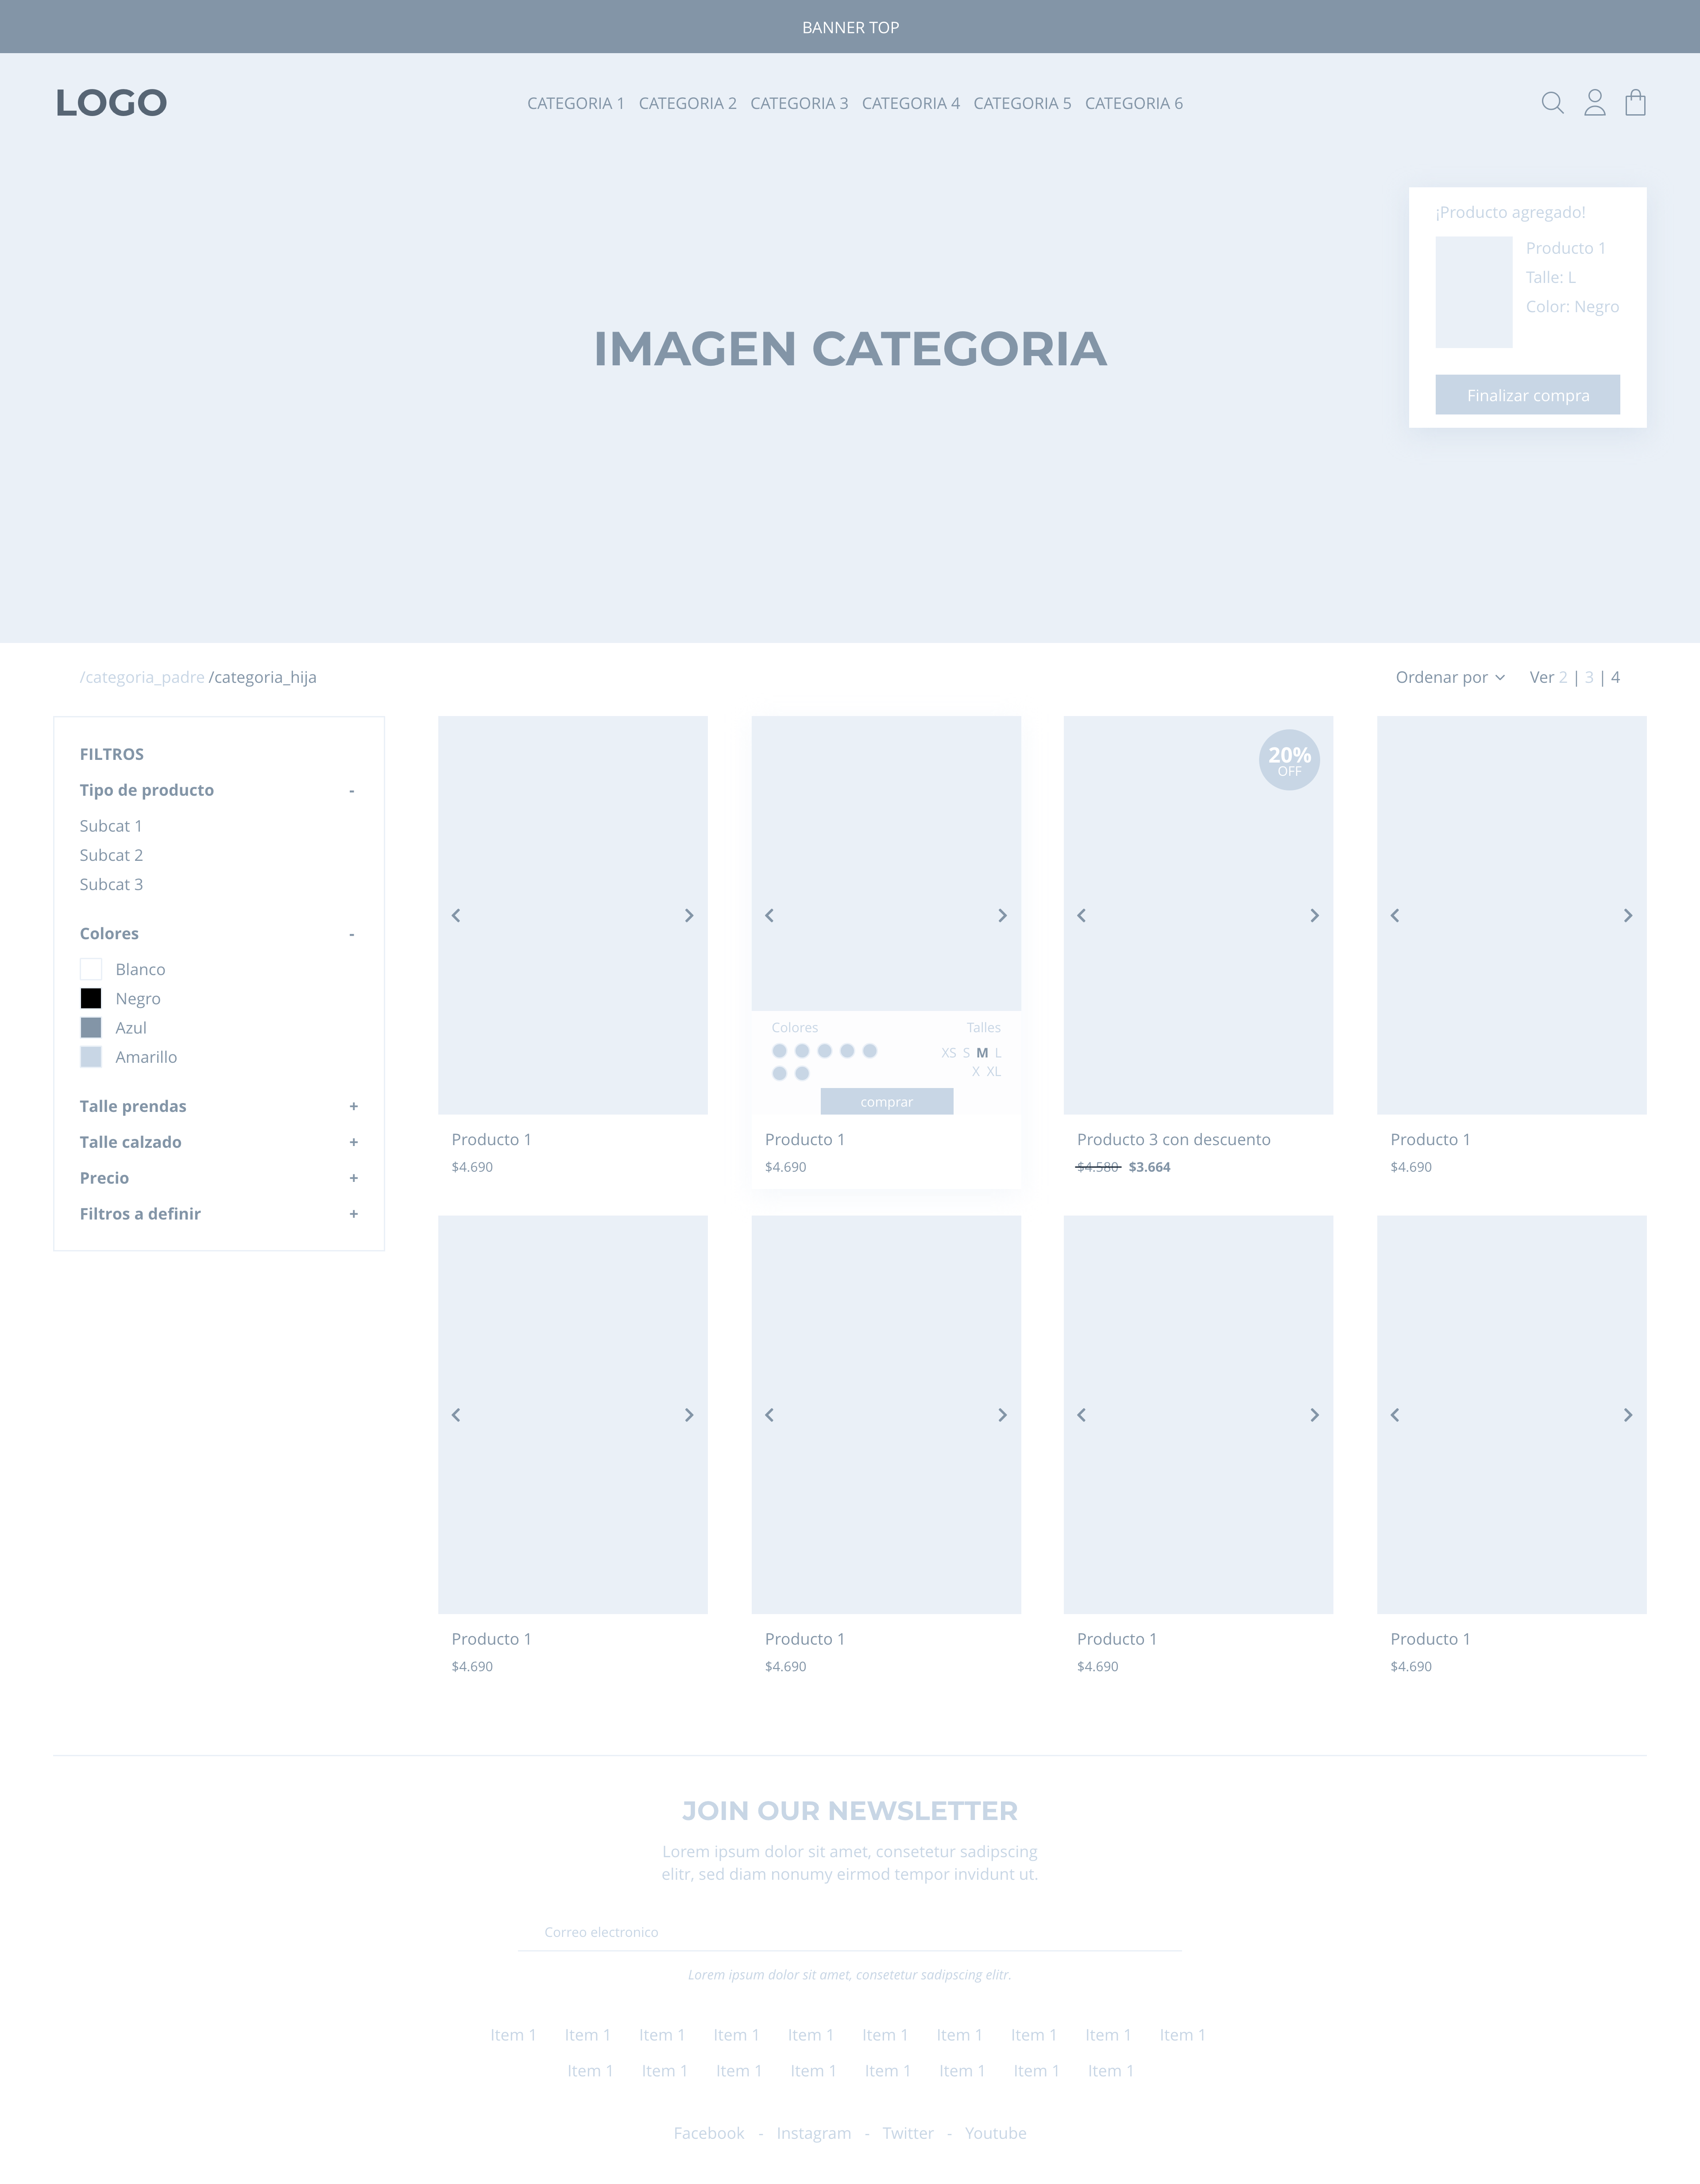 BANNER TOP
LOGO
CATEGORIA 1 CATEGORIA 2 CATEGORIA 3 CATEGORIA 4 CATEGORIA 5 CATEGORIA 6
¡Producto agregado!
Producto 1
Talle: L
Color: Negro
Finalizar compra
IMAGEN CATEGORIA
/categoria_padre /categoria_hija
Ordenar por
Ver 2 | 3 | 4
FILTROS
Tipo de producto -
Subcat 1
Subcat 2
Subcat 3
Colores -
Blanco
Negro
Azul
Amarillo
Talle prendas +
Talle calzado +
Precio +
Filtros a definir +
Producto 1
$4.690
Colores
Talles
XS S M L
X XL
comprar
Producto 1
$4.690
20%
OFF
Producto 3 con descuento
$4.580 $3.664
Producto 1
$4.690
Producto 1
$4.690
Producto 1
$4.690
Producto 1
$4.690
Producto 1
$4.690
JOIN OUR NEWSLETTER
Lorem ipsum dolor sit amet, consetetur sadipscing
elitr, sed diam nonumy eirmod tempor invidunt ut.
Correo electronico
Lorem ipsum dolor sit amet, consetetur sadipscing elitr.
Item 1 Item 1 Item 1 Item 1 Item 1 Item 1 Item 1 Item 1 Item 1 Item 1
Item 1 Item 1 Item 1 Item 1 Item 1 Item 1 Item 1 Item 1
Facebook - Instagram - Twitter - Youtube